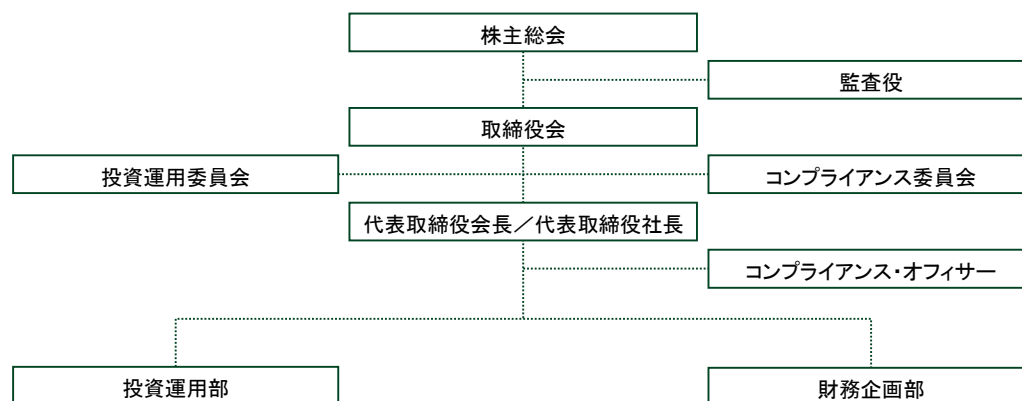 株主総会
監査役
取締役会
投資運用委員会
コンプライアンス委員会
代表取締役会長／代表取締役社長
コンプライアンス・オフィサー
投資運用部
財務企画部